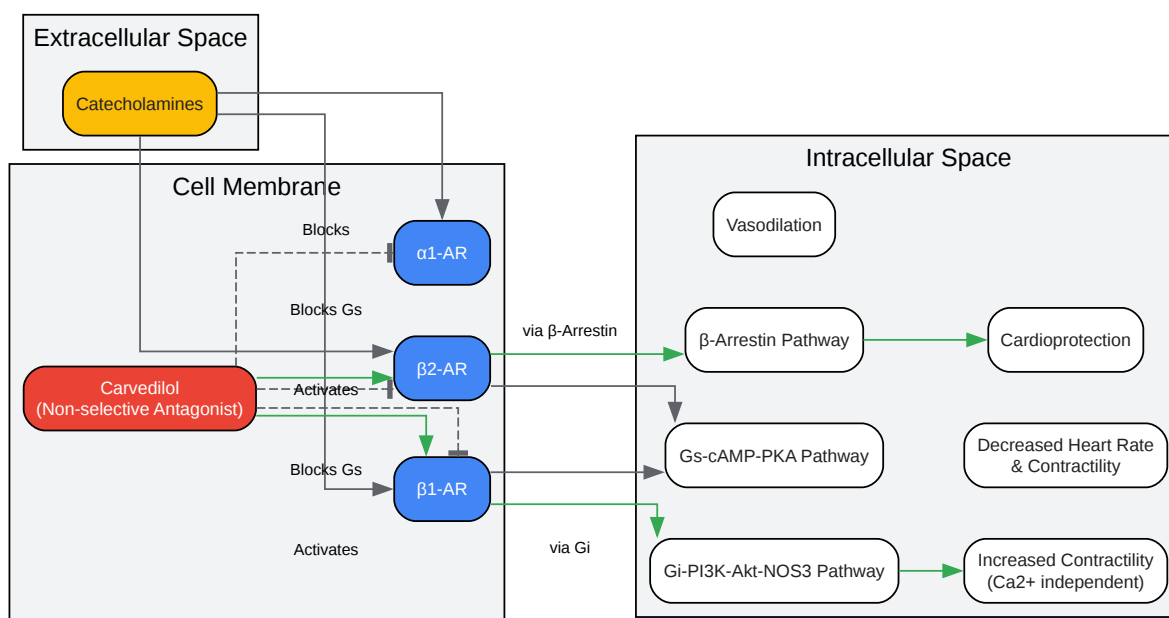 Extracellular Space
Catecholamines
Cell Membrane
Intracellular Space
Vasodilation
Blocks
α1-AR
Blocks Gs
via β-Arrestin
β-Arrestin Pathway
Cardioprotection
β2-AR
Carvedilol
(Non-selective Antagonist)
Activates
Gs-cAMP-PKA Pathway
Decreased Heart Rate
& Contractility
Blocks Gs
β1-AR
Activates
via Gi
Gi-PI3K-Akt-NOS3 Pathway
Increased Contractility
(Ca2+ independent)